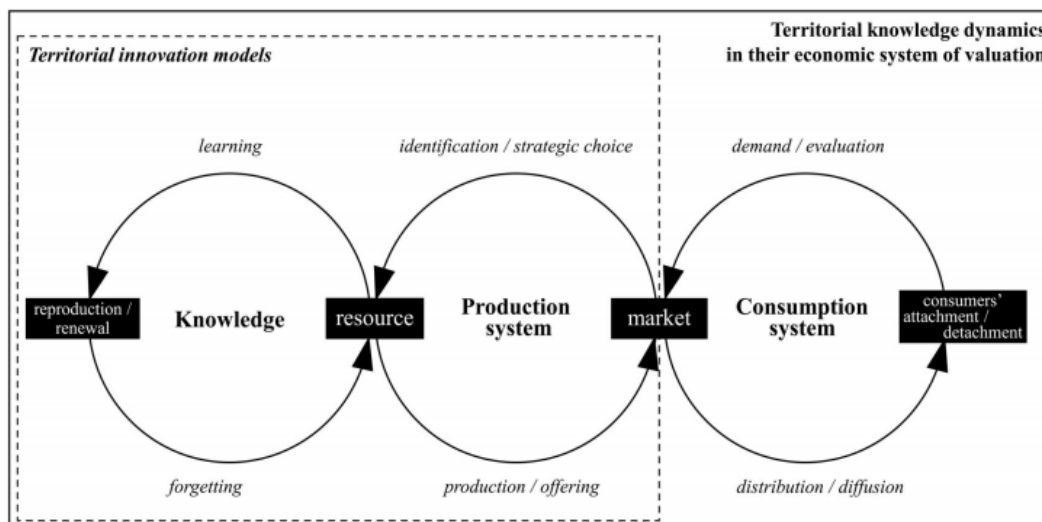 Territorial knowledge dynamics
in their economic system of valuation
Territorial innovation models
learning
identification / strategic choice
demand / evaluation
reproduction /
renewal
Knowledge
resource
Production
system
market
Consumption
system
consumers'
attachment /
detachment
forgetting
production / offering
distribution / diffusion